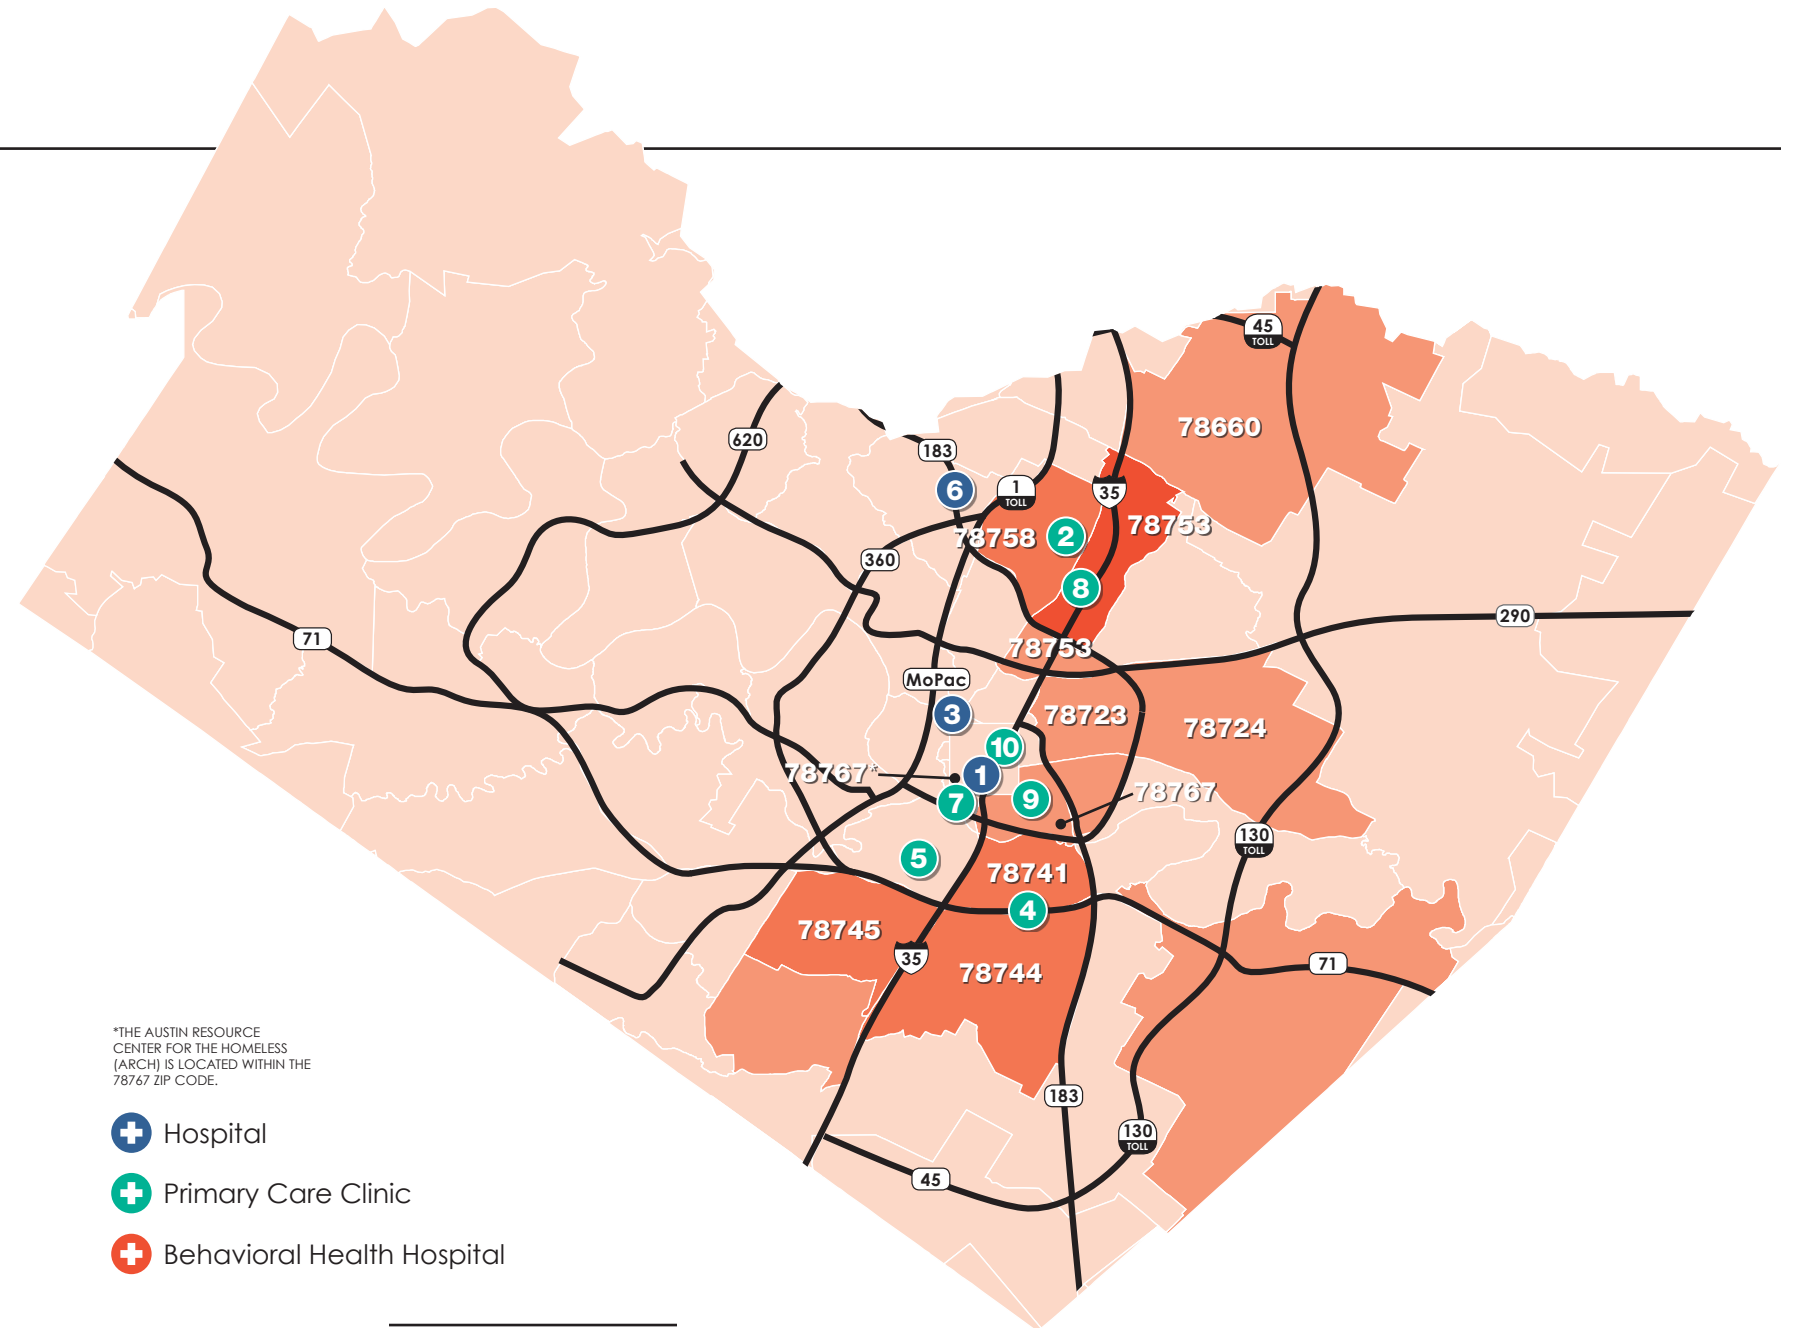 45
TOLL
78660
620
183
6
1
TOLL
35
78753
78758
2
360
8
290
71
78753
MoPac
3
78723
78724
10
78767*
1
78767
7
9
130
TOLL
5
78741
4
78745
35
78744
71
*THE AUSTIN RESOURCE
CENTER FOR THE HOMELESS
(ARCH) IS LOCATED WITHIN THE
78767 ZIP CODE.
183
130
TOLL
45
Hospital
Primary Care Clinic
Behavioral Health Hospital